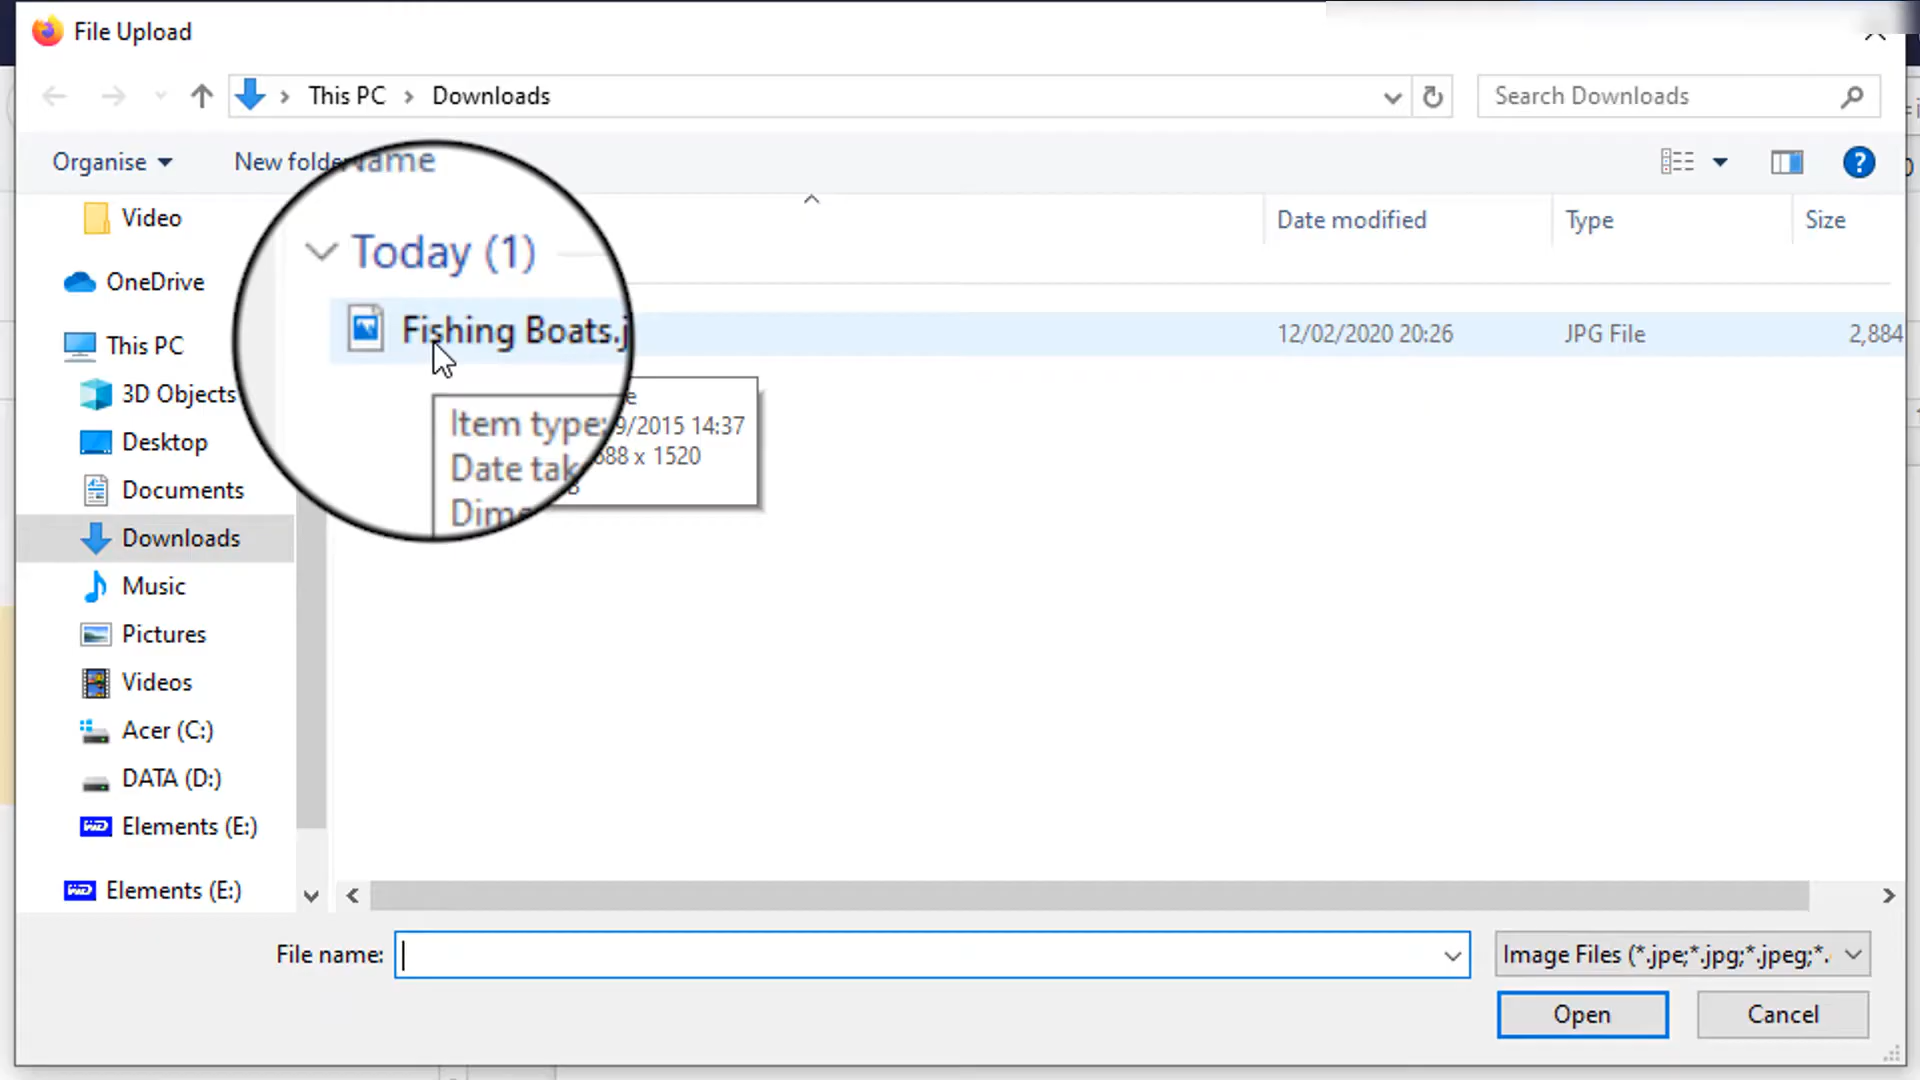 File Upload
This PC
Downloads
Search Downloads
Organise
New folde
Name
Date modified
Type
Size
Today (1)
Fishing Boats.j
12/02/2020 20:26
JPG File
2,884
Item type:
Date tak
9/2015 14:37
Dime
688 x 1520
Video
OneDrive
This PC
3D Objects
Desktop
Documents
Downloads
Music
Pictures
Videos
Acer (C:)
DATA (D:)
Elements (E:)
Elements (E:)
File name:
Image Files (*.jpe;*.jpg;*.jpeg;*.
Open
Cancel